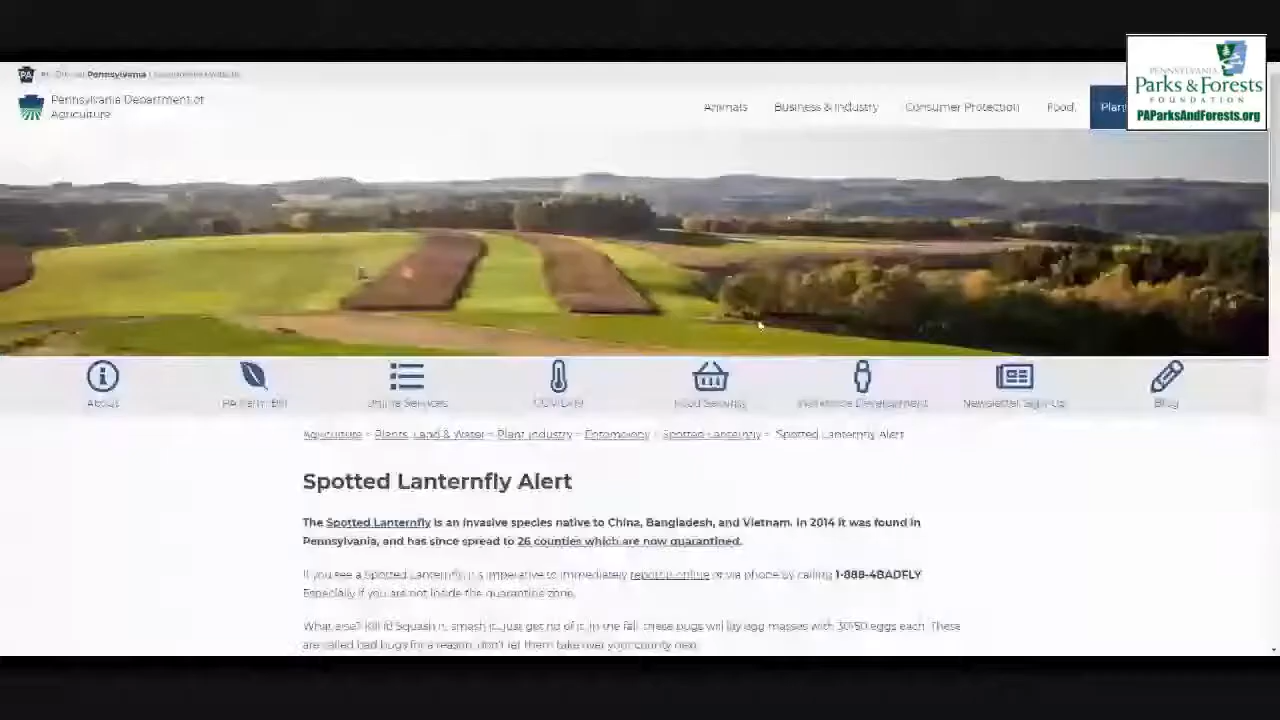 PA
Pennsylvania
Pennsylvania Department of
Agriculture
Animals
Business & Industry
Consumer Protection
Food
PENNSYLVANIA
Parks & Forests
FOUNDATION
PAParksAndForests.org
About
PA Farm Bill
Online Services
COVID-19
Food Security
Workforce Development
Newsletter Sign-Up
Blog
Agriculture > Plants, Land & Water > Plant Industry > Entomology > Spotted Lanternfly > Spotted Lanternfly Alert
Spotted Lanternfly Alert
The Spotted Lanternfly is an invasive species native to China, Bangladesh, and Vietnam. In 2014 it was found in
Pennsylvania, and has since spread to 26 counties which are now quarantined.
If you see a Spotted Lanternfly, it's imperative to immediately report it online or via phone by calling 1-888-4BADFLY
Especially if you are not inside the quarantine zone.
What else? Kill it! Squash it, smash it...just get rid of it. In the fall, these bugs will lay egg masses with 30-50 eggs each. These
are called bad bugs for a reason, don't let them take over your county next.